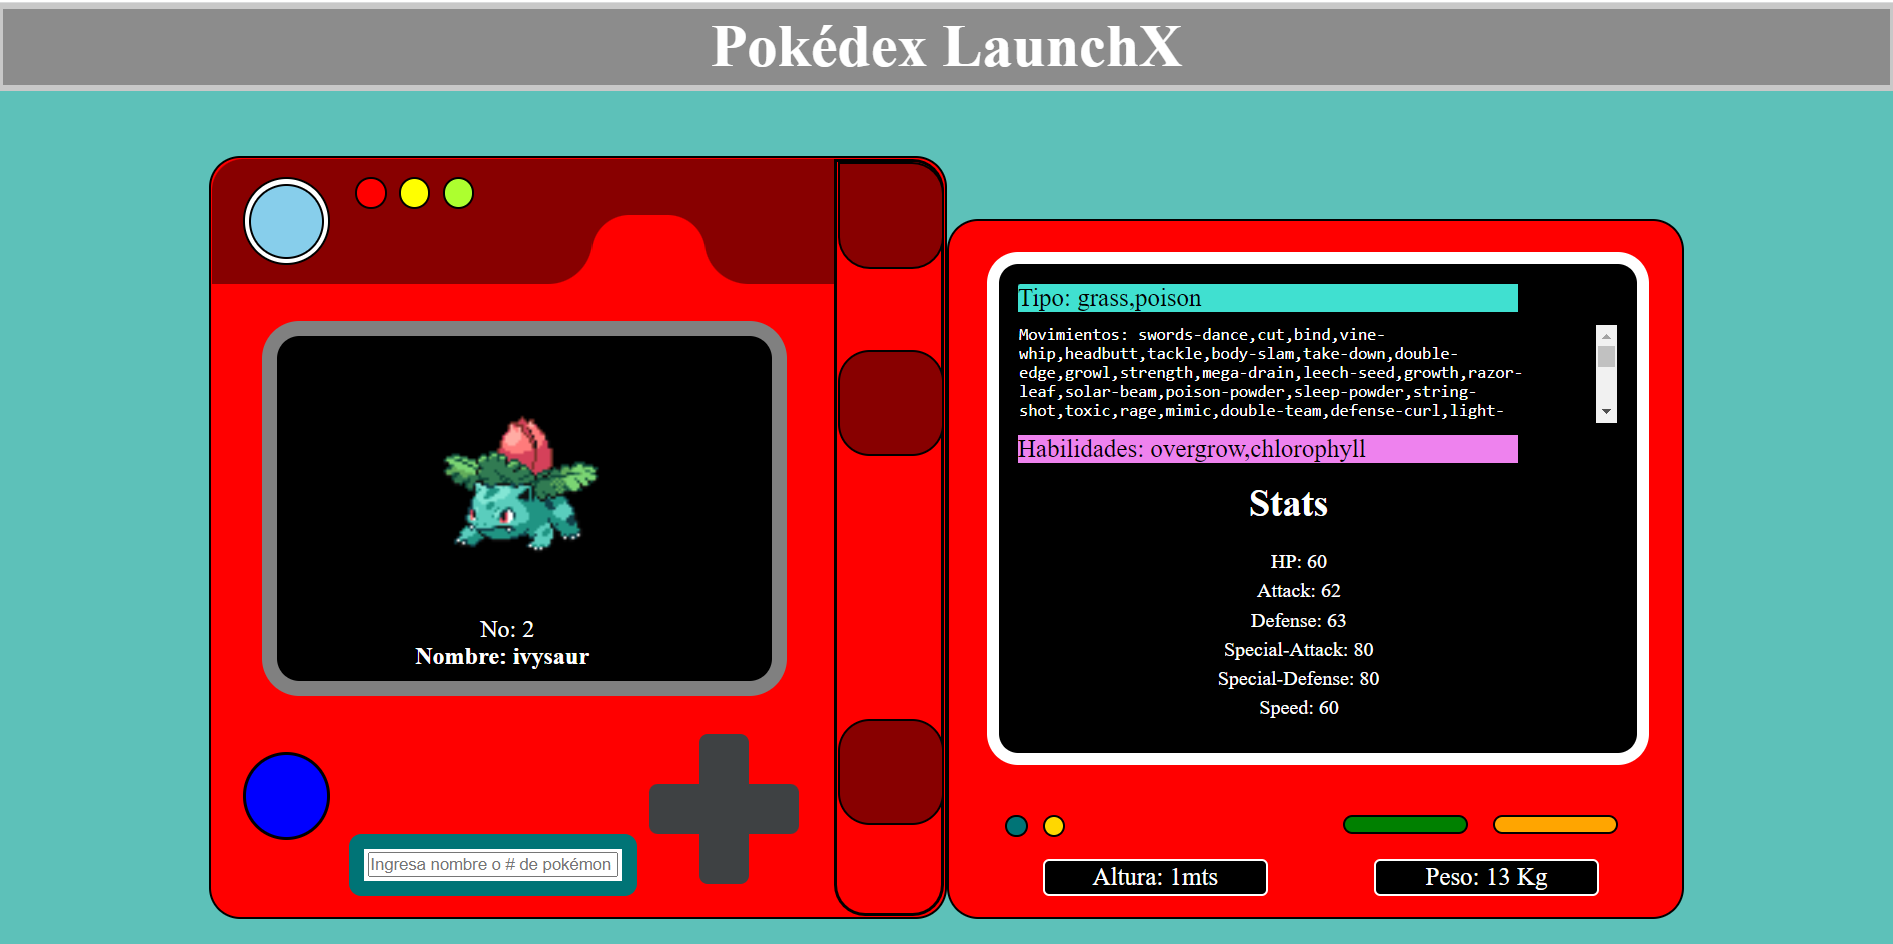 Pokédex LaunchX
No: 2
Nombre: ivysaur
Ingresa nombre o # de pokémon
Tipo: grass,poison
Movimientos: swords-dance,cut,bind,vine-
whip,headbutt,tackle,body-slam,take-down,double-
edge,growl,strength,mega-drain,leech-seed,growth,razor-
leaf,solar-beam,poison-powder,sleep-powder,string-
shot,toxic,rage,mimic,double-team,defense-curl,light-
Habilidades: overgrow,chlorophyll
Stats
HP: 60
Attack: 62
Defense: 63
Special-Attack: 80
Special-Defense: 80
Speed: 60
Altura: 1mts
Peso: 13 Kg